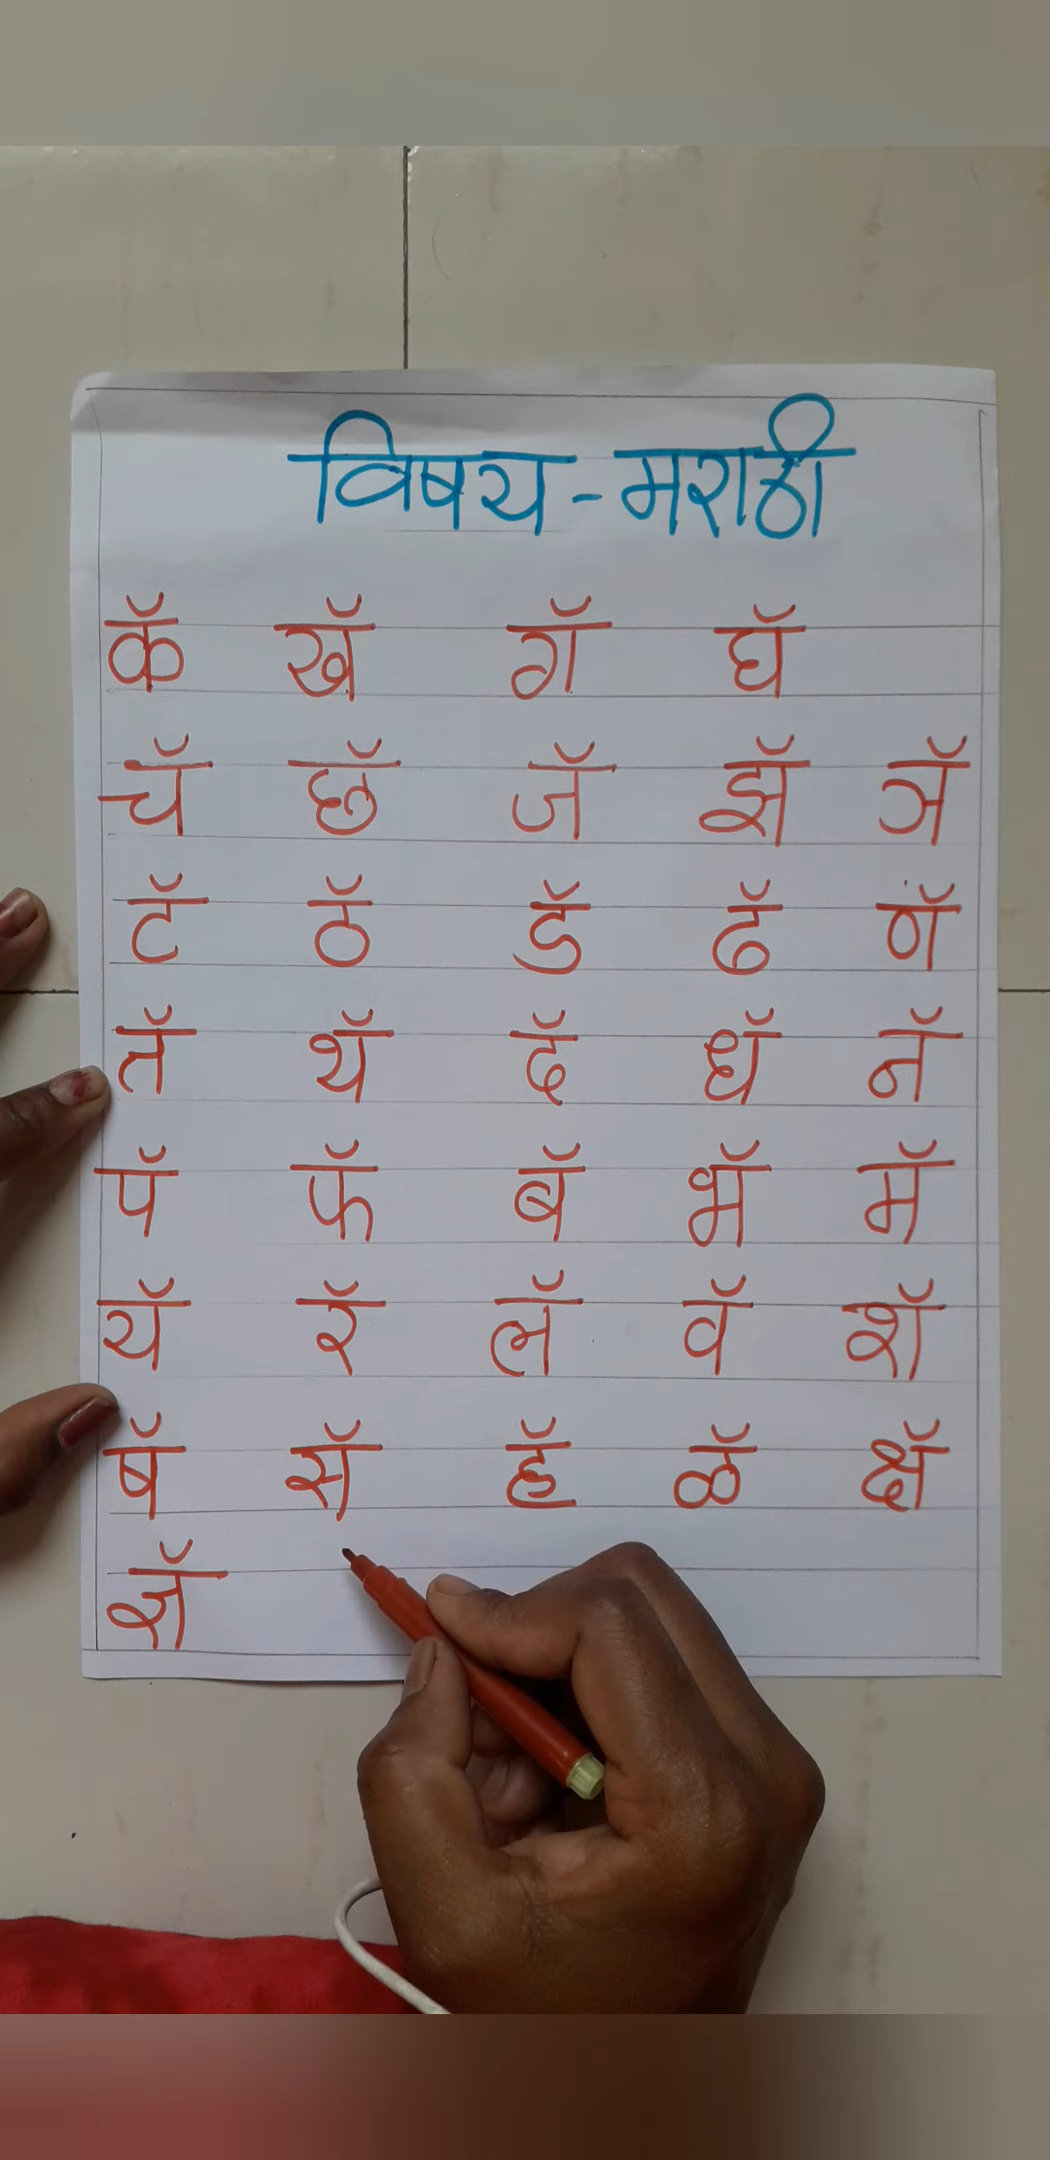 विषय - मराठी
कॅ खॅ गॅ घॅ
चॅ छॅ जॅ झॅ ञॅ
टॅ ठॅ डॅ ढॅ णॅ
तॅ थॅ दॅ धॅ नॅ
पॅ फॅ बॅ भॅ मॅ
यॅ रॅ लॅ वॅ शॅ
षॅ सॅ हॅ ळॅ क्षॅ
ज्ञॅ